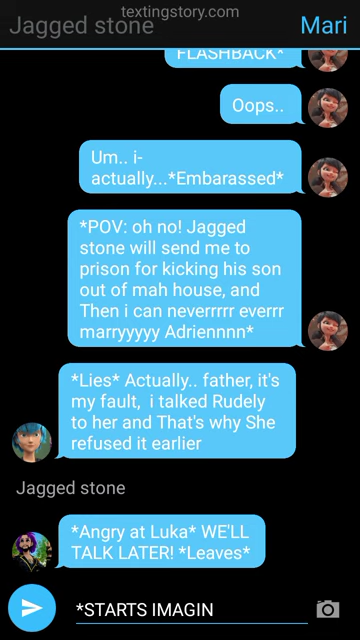 textingstory.com
Jagged stone
Mari
FLASHBACK*
Oops..
Um.. i-
actually...*Embarassed*
*POV: oh no! Jagged
stone will send me to
prison for kicking his son
out of mah house, and
Then i can neverrrrr everrr
marryyyyy Adriennnn*
*Lies* Actually.. father, it's
my fault,  i talked Rudely
to her and That's why She
refused it earlier
Jagged stone
*Angry at Luka* WE'LL
TALK LATER! *Leaves*
*STARTS IMAGIN